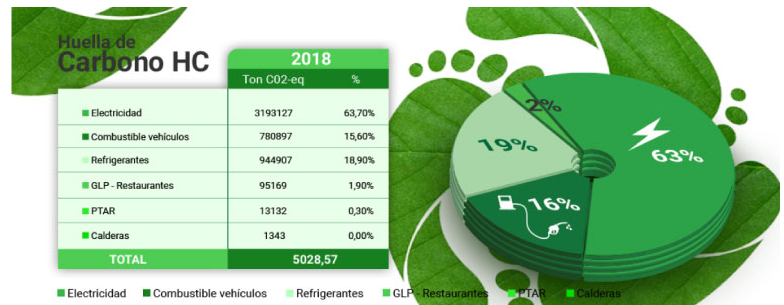 Huella de
Carbono HC
2018
Ton C02-eq %
Electricidad 3193127 63,70%
Combustible vehículos 780897 15,60%
Refrigerantes 944907 18,90%
GLP - Restaurantes 95169 1,90%
PTAR 13132 0,30%
Calderas 1343 0,00%
TOTAL 5028,57
2%
19%
63%
16%
Electricidad Combustible vehículos Refrigerantes GLP - Restaurantes PTAR Calderas